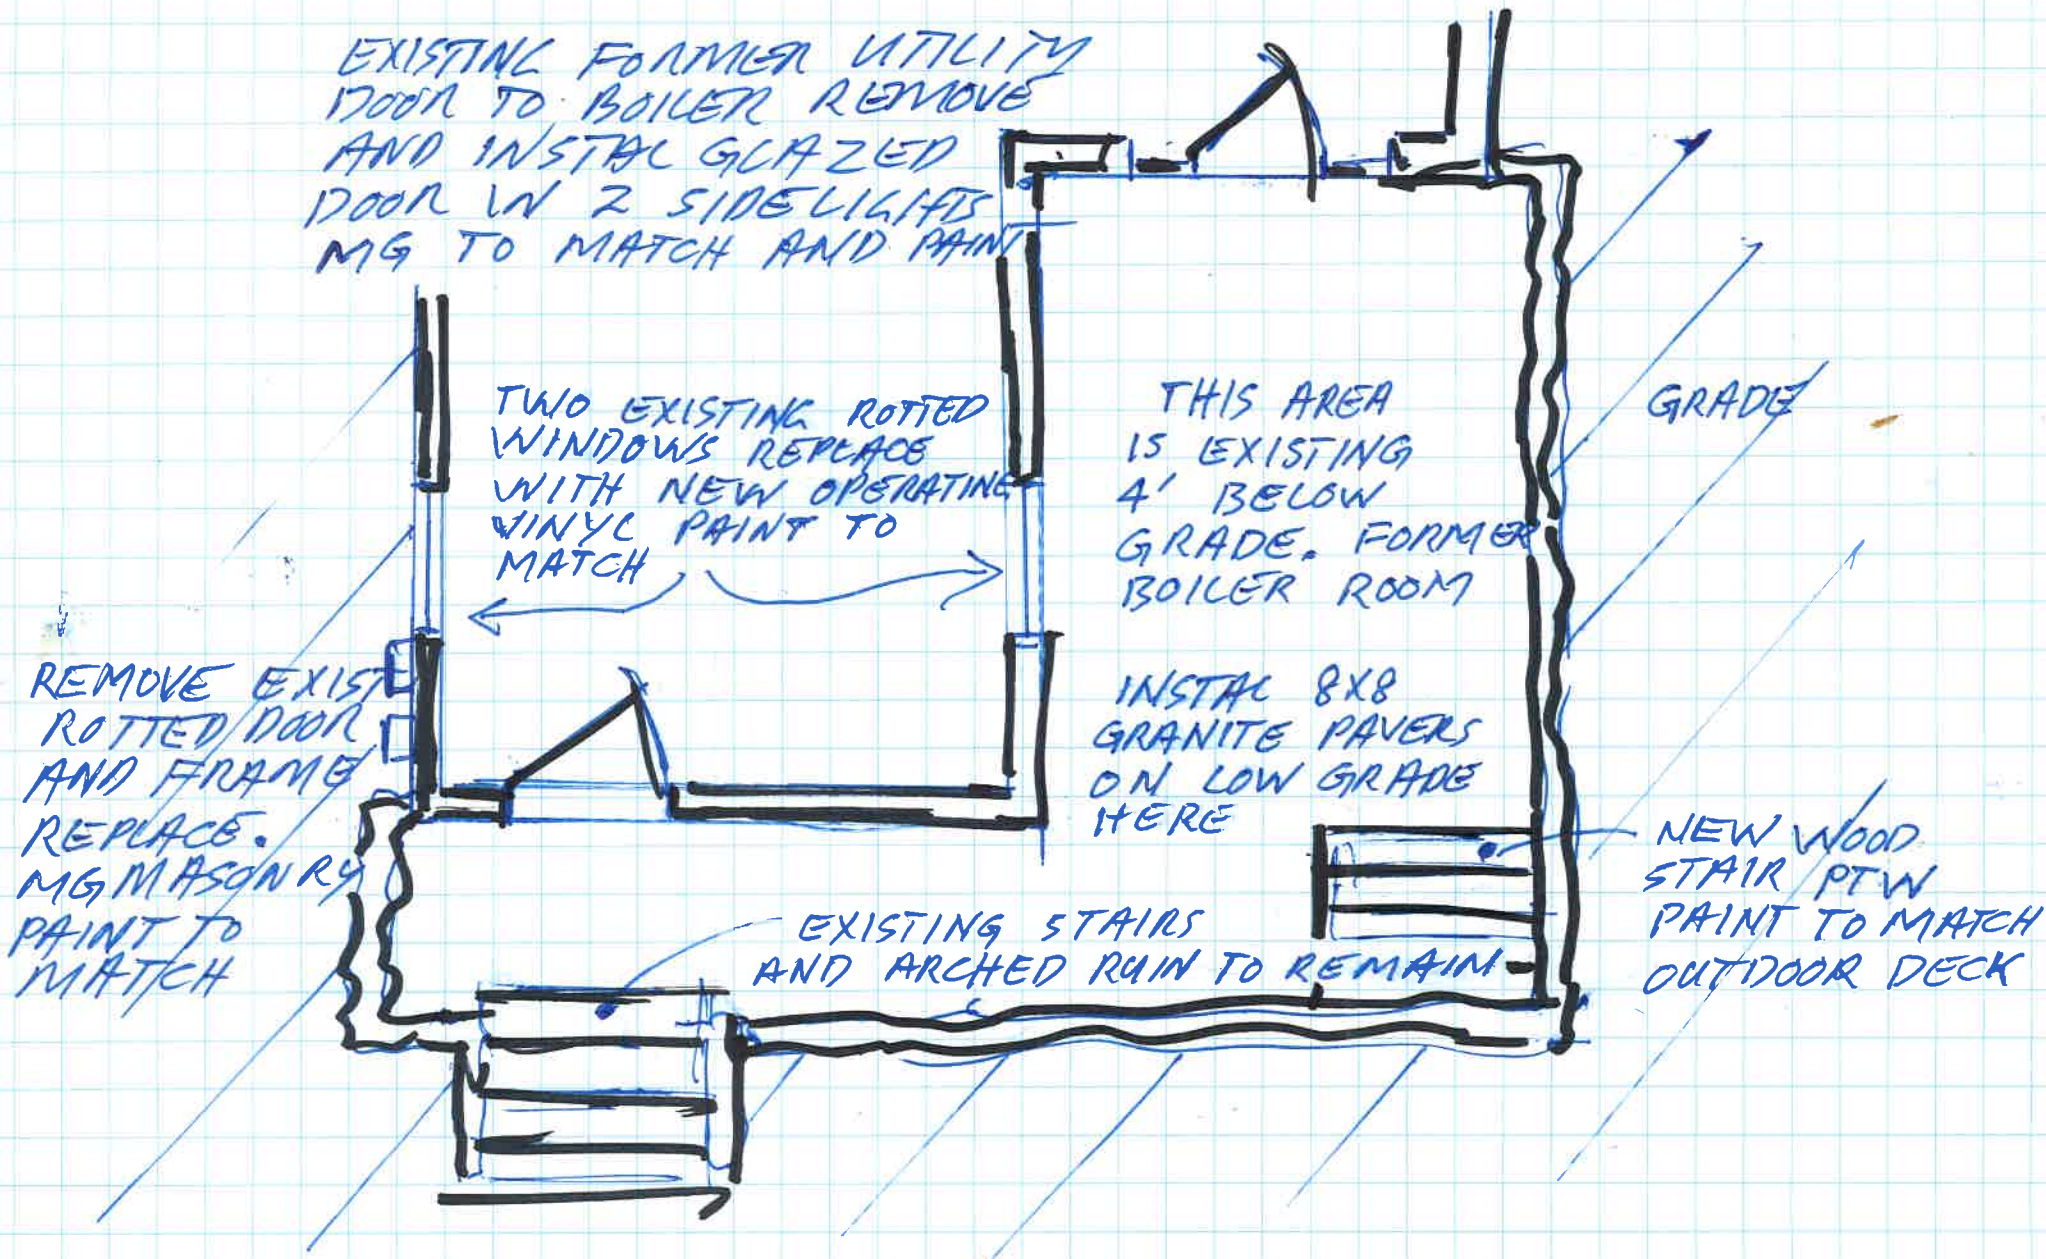 EXISTING FORMER UTILITY
DOOR TO BOILER REMOVE
AND INSTAL GLAZED
DOOR W 2 SIDELIGHTS
MG TO MATCH AND PAINT
TWO EXISTING ROTTED
WINDOWS REPLACE
WITH NEW OPERATING
VINYL PAINT TO
MATCH
THIS AREA
IS EXISTING
4' BELOW
GRADE. FORMER
BOILER ROOM
GRADE
REMOVE EXIST
ROTTED DOOR
AND FRAME
REPLACE.
MG MASONRY
PAINT TO
MATCH
INSTAL 8X8
GRANITE PAVERS
ON LOW GRADE
HERE
NEW WOOD
STAIR PTW
PAINT TO MATCH
OUTDOOR DECK
EXISTING STAIRS
AND ARCHED RUIN TO REMAIN